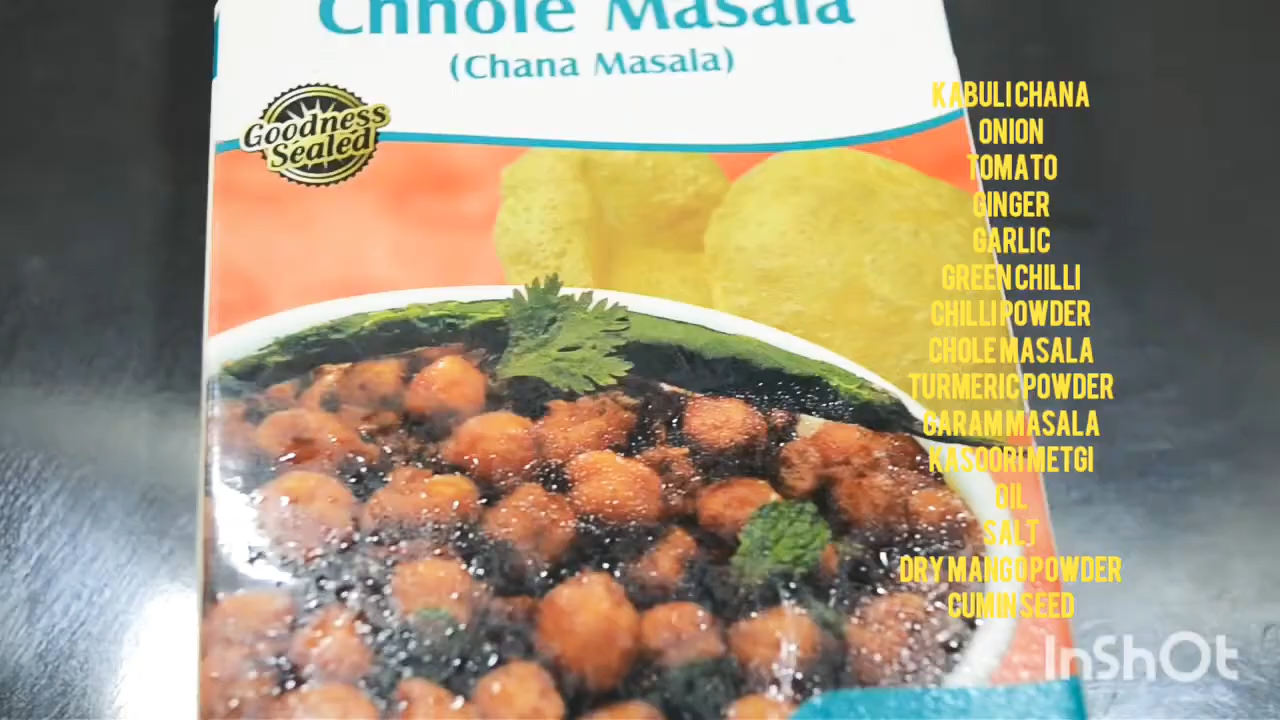 Chhole Masala
(Chana Masala)
Goodness
Sealed
KABULI CHANA
ONION
TOMATO
GINGER
GARLIC
GREEN CHILLI
CHILLI POWDER
CHOLE MASALA
TURMERIC POWDER
GARAM MASALA
KASOORI METGI
OIL
SALT
DRY MANGO POWDER
CUMIN SEED
InShOt